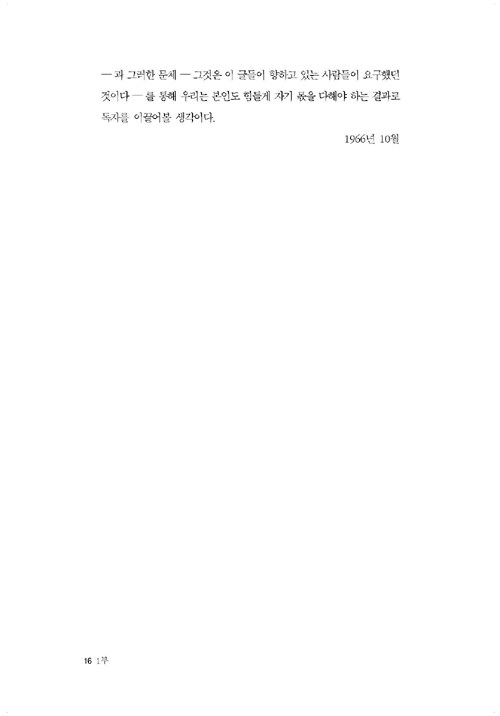 ― 과 그러한 문체 ― 그것은 이 글들이 향하고 있는 사람들이 요구했던
것이다 ― 를 통해 우리는 본인도 힘들게 자기 몫을 다해야 하는 결과로
독자를 이끌어볼 생각이다.
1966년 10월
16 1부